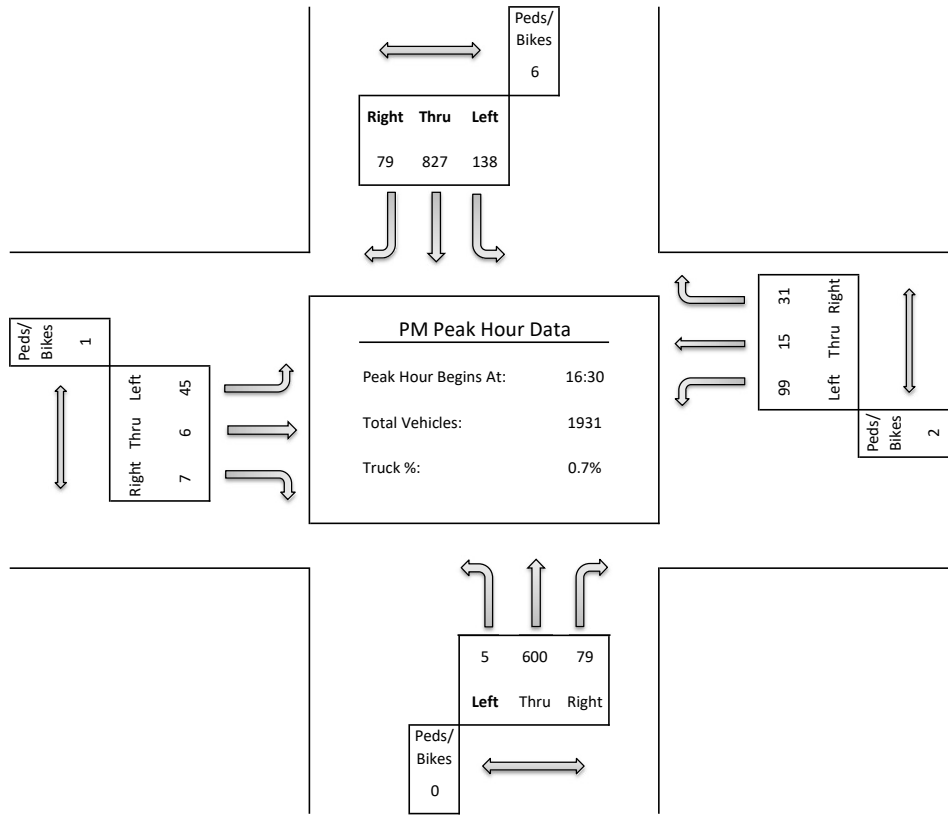 Peds/
Bikes
6
Right Thru Left
79 827 138
Peds/
Bikes
1
Left 45
Thru 6
Right 7
PM Peak Hour Data
Peak Hour Begins At: 16:30
Total Vehicles: 1931
Truck %: 0.7%
31 Right
15 Thru
99 Left
Peds/
Bikes
2
5 600 79
Left Thru Right
Peds/
Bikes
0